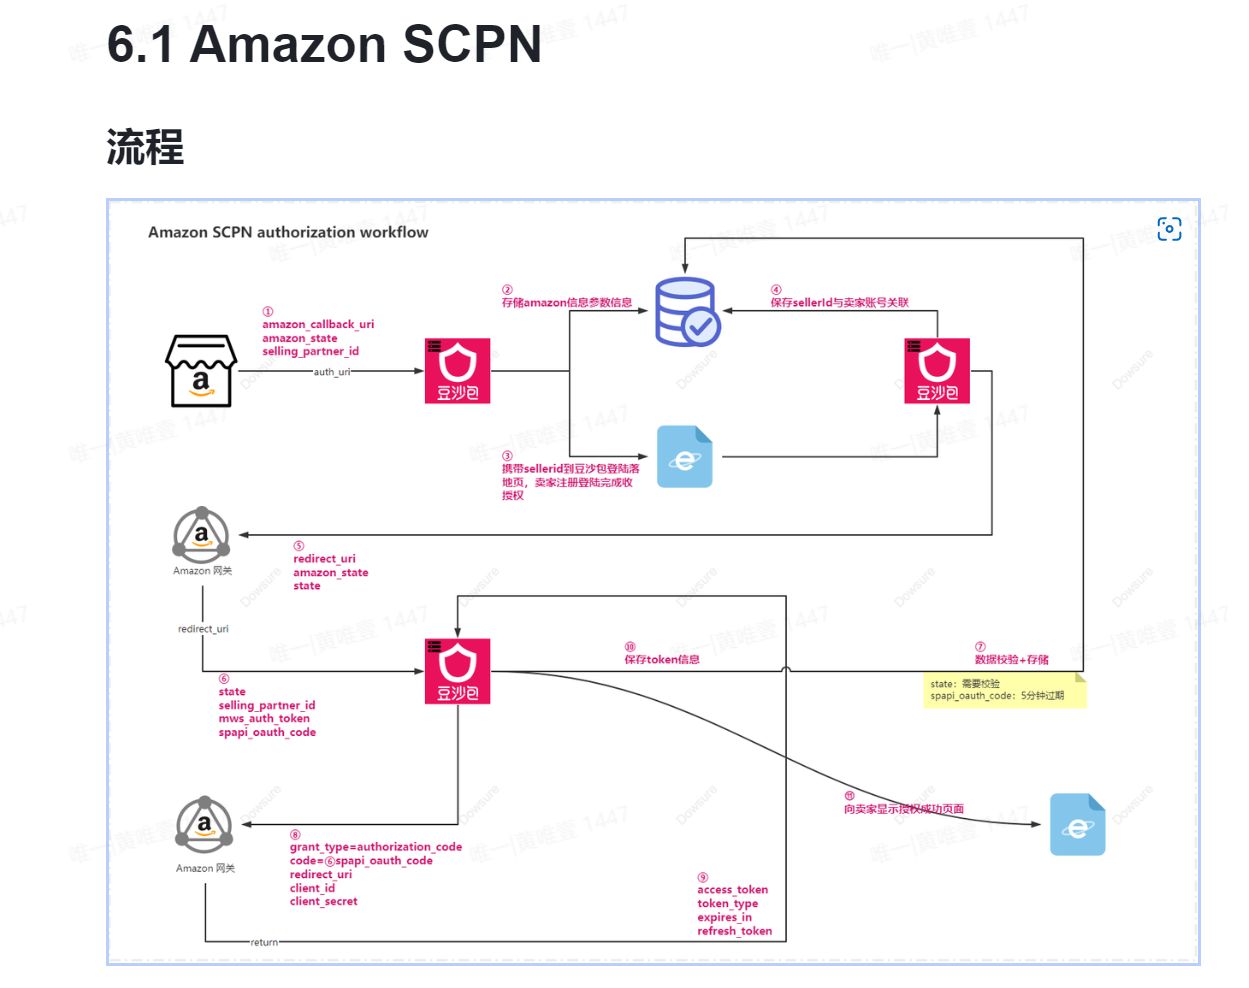 6.1 Amazon SCPN
流程
Amazon SCPN authorization workflow
①
amazon_callback_uri
amazon_state
selling_partner_id
auth_uri
豆沙包
②
存储amazon信息参数信息
③
携带sellerid到豆沙包登陆落
地页，卖家注册登陆完成收
授权
④
保存sellerId与卖家账号关联
豆沙包
Amazon 网关
⑤
redirect_uri
amazon_state
state
redirect_uri
⑥
state
selling_partner_id
mws_auth_token
spapi_oauth_code
豆沙包
⑩
保存token信息
⑦
数据校验+存储
state：需要校验
spapi_oauth_code：5分钟过期
⑪
向卖家显示授权成功页面
Amazon 网关
⑧
grant_type=authorization_code
code=⑥spapi_oauth_code
redirect_uri
client_id
client_secret
⑨
access_token
token_type
expires_in
refresh_token
return
唯一|黄唯壹 1447
Dowsure